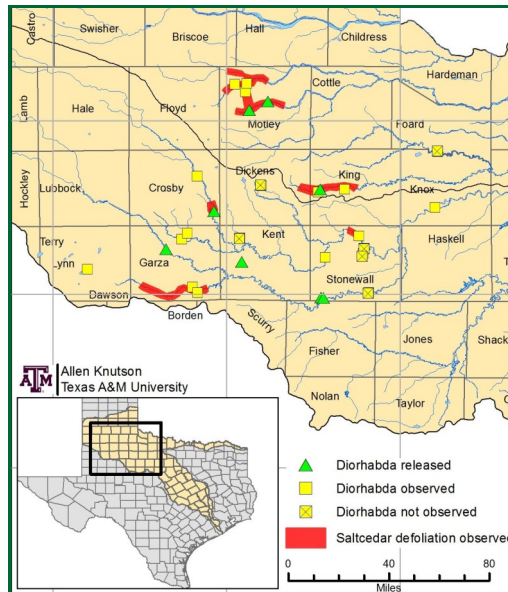 Castro
Swisher
Briscoe
Hall
Childress
Hardeman
Lamb
Hale
Floyd
Motley
Cottle
Foard
Hockley
Lubbock
Crosby
Dickens
King
Knox
Terry
Lynn
Garza
Kent
Stonewall
Haskell
Dawson
Borden
Scurry
Fisher
Jones
Shack
Nolan
Taylor
ATM
Allen Knutson
Texas A&M University
Diorhabda released
Diorhabda observed
Diorhabda not observed
Saltcedar defoliation observed
0 40 80
Miles